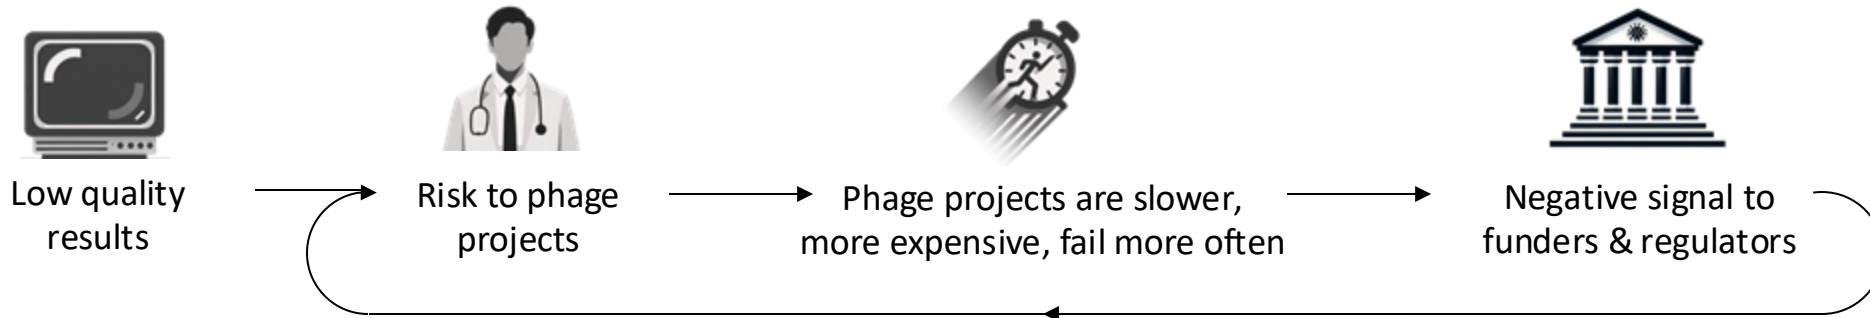 Low quality
results
Risk to phage
projects
Phage projects are slower,
more expensive, fail more often
Negative signal to
funders & regulators